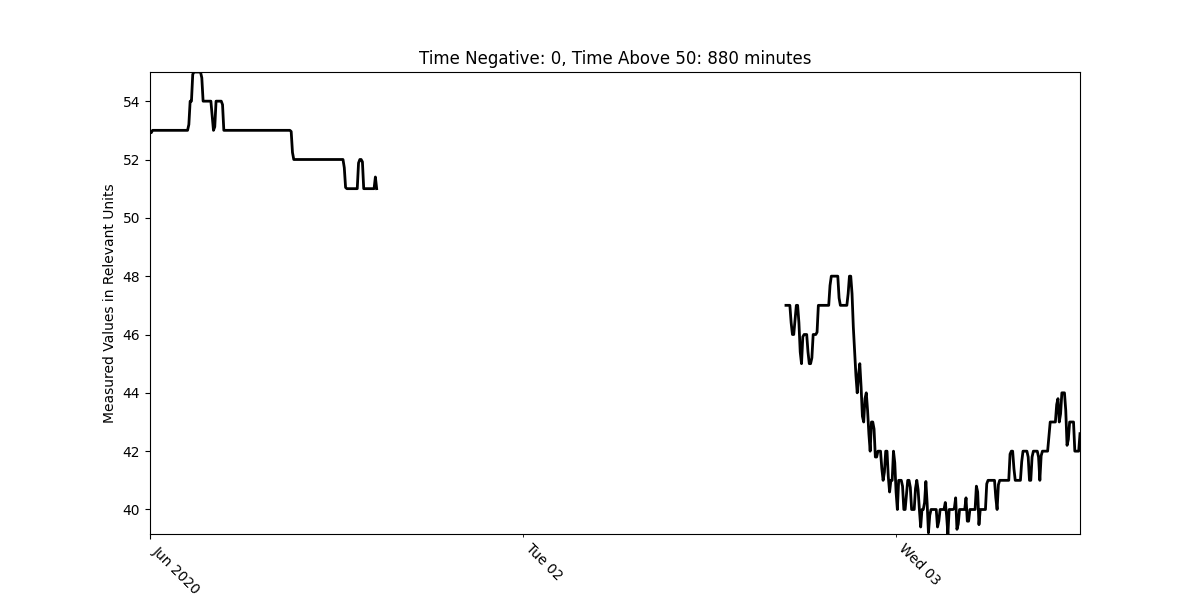 Time Negative: 0, Time Above 50: 880 minutes
Measured Values in Relevant Units
54
52
50
48
46
44
42
40
Jun 2020
Tue 02
Wed 03